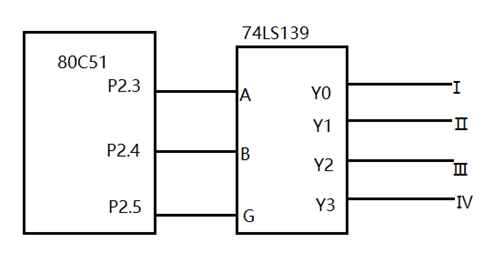 74LS139
80C51
P2.3
A
Y0
Ⅰ
Y1
Ⅱ
P2.4
B
Y2
Ⅲ
P2.5
G
Y3
Ⅳ